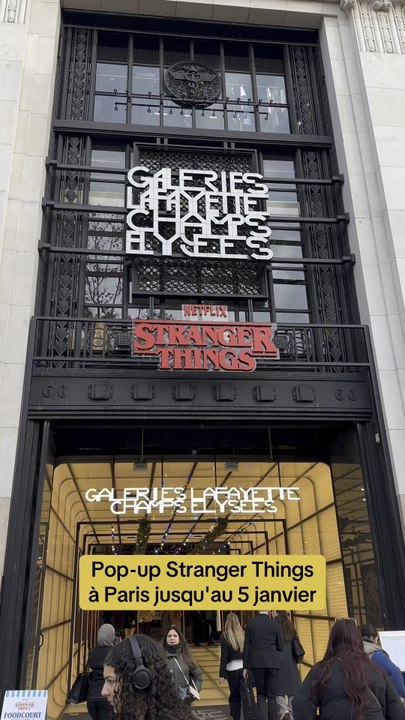 GALERIES
LAFAYETTE
CHAMPS
ELYSEES
NETFLIX
STRANGER
THINGS
60
60
GALERIES LAFAYETTE
CHAMPS ELYSEES
Pop-up Stranger Things
à Paris jusqu'au 5 janvier
STRANGER
THINGS
FOODCOURT